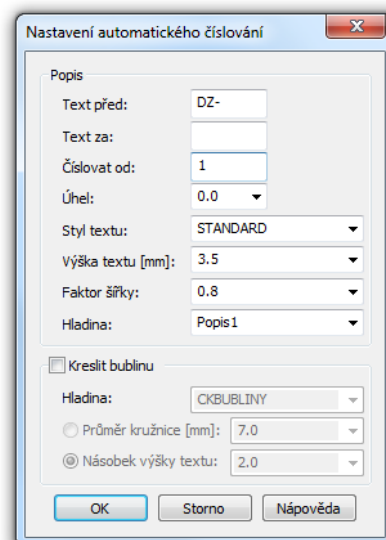 Nastavení automatického číslování
Popis
Text před: DZ-
Text za:
Číslovat od: 1
Úhel: 0.0
Styl textu: STANDARD
Výška textu [mm]: 3.5
Faktor šířky: 0.8
Hladina: Popis1
Kreslit bublinu
Hladina: CKBUBLINY
Průměr kružnice [mm]: 7.0
Násobek výšky textu: 2.0
OK Storno Nápověda